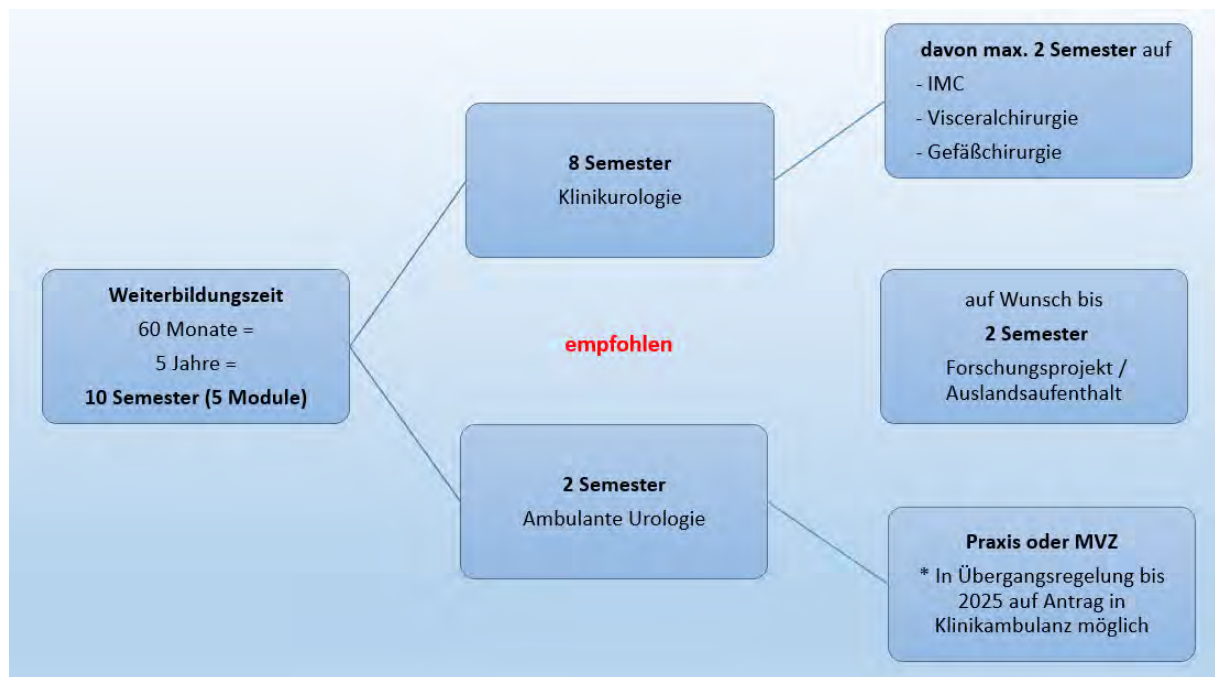 Weiterbildungszeit
60 Monate =
5 Jahre =
10 Semester (5 Module)
8 Semester
Klinikurologie
empfohlen
2 Semester
Ambulante Urologie
davon max. 2 Semester auf
- IMC
- Visceralchirurgie
- Gefäßchirurgie
auf Wunsch bis
2 Semester
Forschungsprojekt /
Auslandsaufenthalt
Praxis oder MVZ
* In Übergangsregelung bis
2025 auf Antrag in
Klinikambulanz möglich